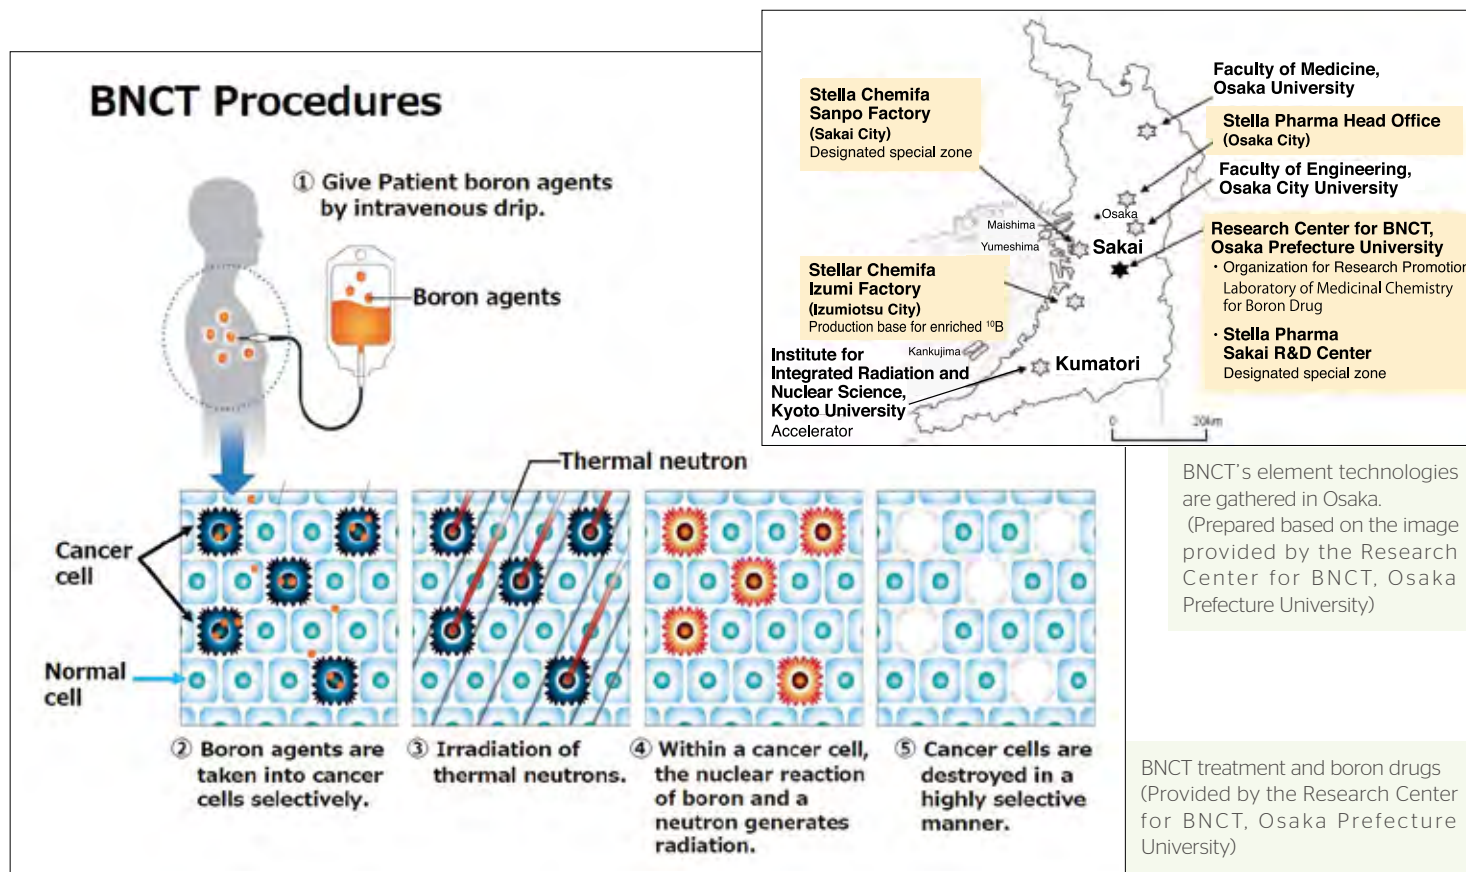 BNCT Procedures
① Give Patient boron agents
by intravenous drip.
Boron agents
Thermal neutron
Cancer
cell
Normal
cell
② Boron agents are
taken into cancer
cells selectively.
③ Irradiation of
thermal neutrons.
④ Within a cancer cell,
the nuclear reaction
of boron and a
neutron generates
radiation.
⑤ Cancer cells are
destroyed in a
highly selective
manner.
Stella Chemifa
Sanpo Factory
(Sakai City)
Designated special zone
Faculty of Medicine,
Osaka University
Stella Pharma Head Office
(Osaka City)
Faculty of Engineering,
Osaka City University
Osaka
Maishima
Yumeshima
Sakai
Research Center for BNCT,
Osaka Prefecture University
・Organization for Research Promotion
Laboratory of Medicinal Chemistry
for Boron Drug
・Stella Pharma
Sakai R&D Center
Designated special zone
Stellar Chemifa
Izumi Factory
(Izumiotsu City)
Production base for enriched ¹⁰B
Kankujima
Institute for
Integrated Radiation and
Nuclear Science,
Kyoto University
Accelerator
Kumatori
0 20km
BNCT's element technologies
are gathered in Osaka.
(Prepared based on the image
provided by the Research
Center for BNCT, Osaka
Prefecture University)
BNCT treatment and boron drugs
(Provided by the Research Center
for BNCT, Osaka Prefecture
University)